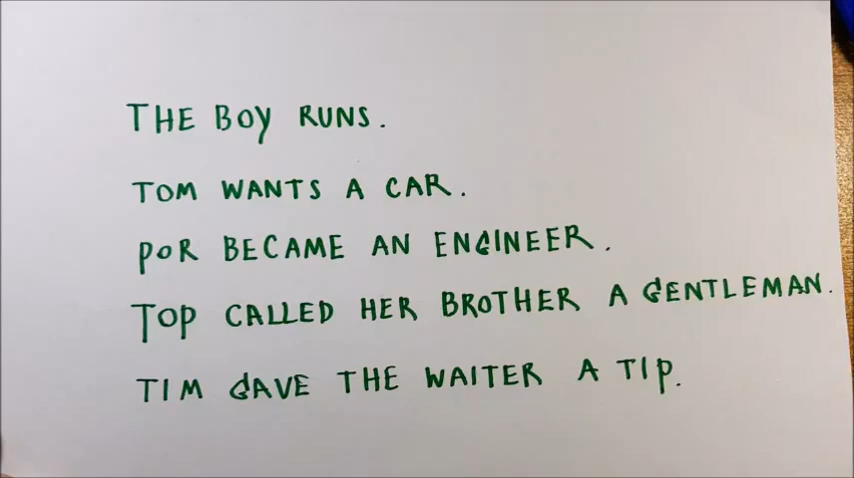 THE BOY RUNS.
TOM WANTS A CAR.
POR BECAME AN ENGINEER.
TOP CALLED HER BROTHER A GENTLEMAN.
TIM GAVE THE WAITER A TIP.